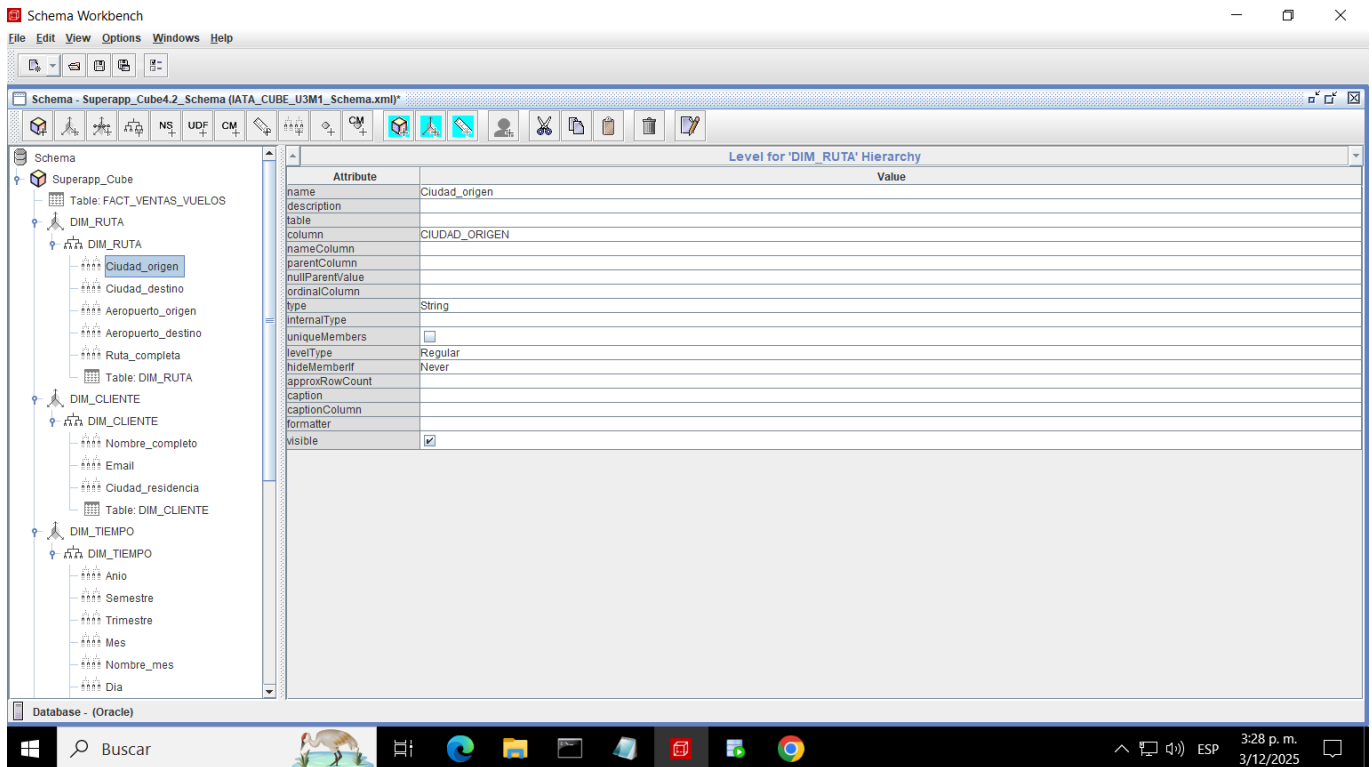 Schema Workbench
File Edit View Options Windows Help
Schema - Superapp_Cube4.2_Schema (IATA_CUBE_U3M1_Schema.xml)*
NS UDF CM CM
Schema
Superapp_Cube
Table: FACT_VENTAS_VUELOS
DIM_RUTA
DIM_RUTA
Ciudad_origen
Ciudad_destino
Aeropuerto_origen
Aeropuerto_destino
Ruta_completa
Table: DIM_RUTA
DIM_CLIENTE
DIM_CLIENTE
Nombre_completo
Email
Ciudad_residencia
Table: DIM_CLIENTE
DIM_TIEMPO
DIM_TIEMPO
Anio
Semestre
Trimestre
Mes
Nombre_mes
Dia
Level for 'DIM_RUTA' Hierarchy
Attribute Value
name Ciudad_origen
description
table
column CIUDAD_ORIGEN
nameColumn
parentColumn
nullParentValue
ordinalColumn
type String
internalType
uniqueMembers
levelType Regular
hideMemberIf Never
approxRowCount
caption
captionColumn
formatter
visible
Database - (Oracle)
Buscar
ESP
3:28 p. m.
3/12/2025